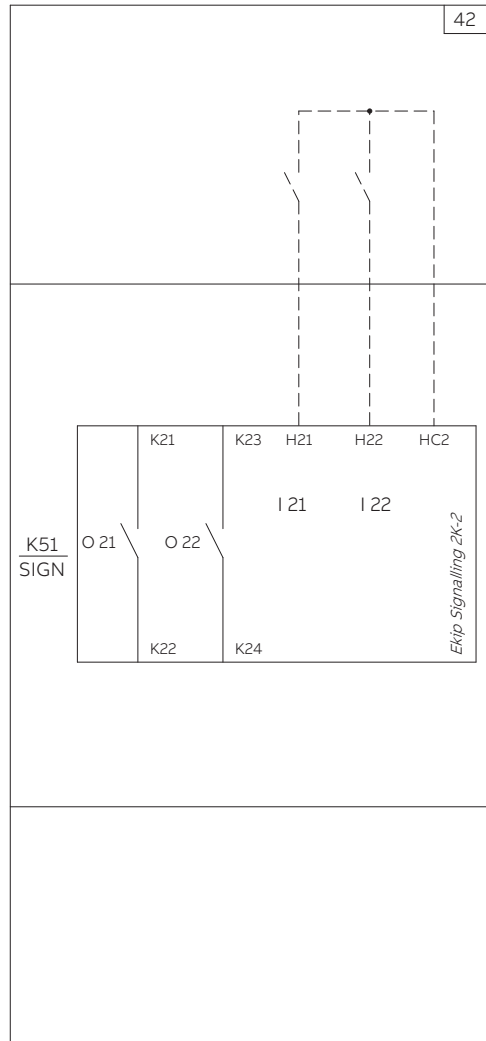 42
K21
K23
H21
H22
HC2
I 21
I 22
K51
SIGN
O 21
O 22
Ekip Signalling 2K-2
K22
K24